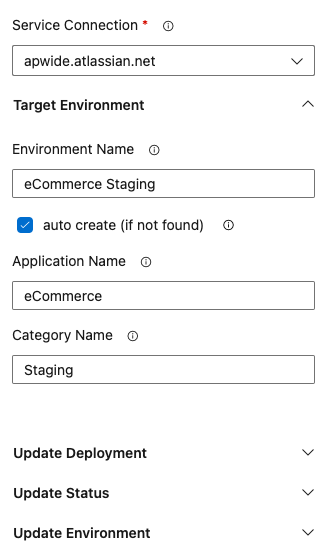 Service Connection *
apwide.atlassian.net
Target Environment
Environment Name
eCommerce Staging
auto create (if not found)
Application Name
eCommerce
Category Name
Staging
Update Deployment
Update Status
Update Environment